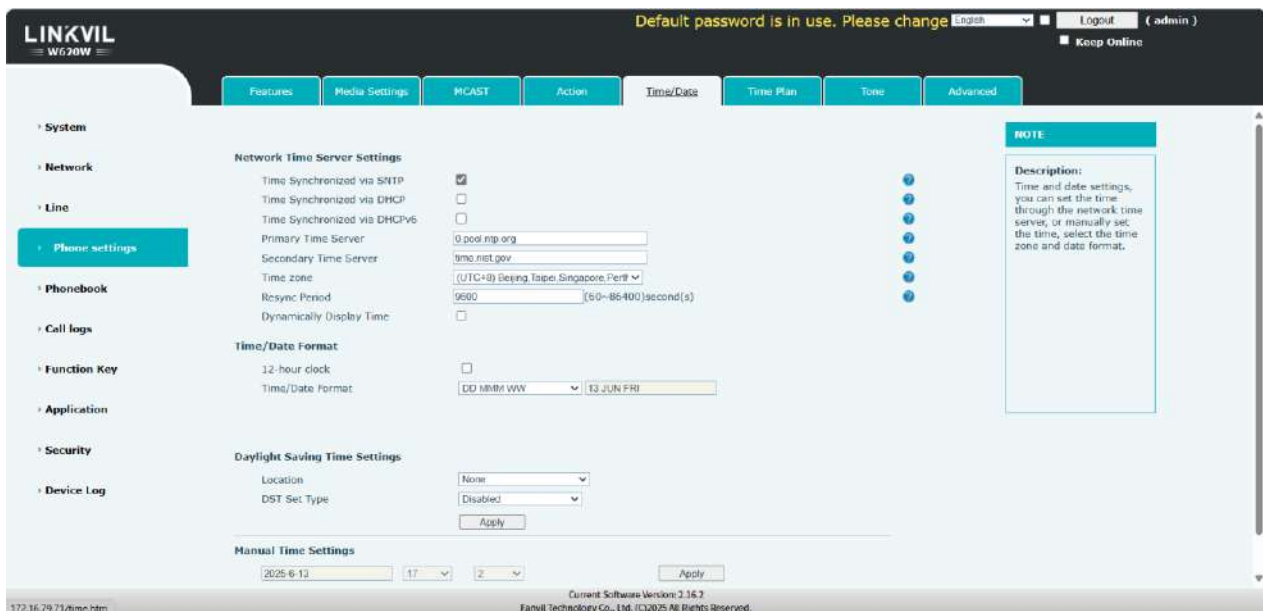 Default password is in use. Please change English Logout ( admin )
LINKVIL
W620W
Keep Online
Features Media Settings MCAST Action Time/Date Time Plan Tone Advanced
System
Network
Line
Phone settings
Phonebook
Call logs
Function Key
Application
Security
Device Log
Network Time Server Settings
Time Synchronized via SNTP
Time Synchronized via DHCP
Time Synchronized via DHCPv6
Primary Time Server 0.pool.ntp.org
Secondary Time Server time.nist.gov
Time zone (UTC+8) Beijing,Taipei,Singapore,Perth
Resync Period 9600 (60~86400)second(s)
Dynamically Display Time
Time/Date Format
12-hour clock
Time/Date Format DD MMM WW 13 JUN FRI
Daylight Saving Time Settings
Location None
DST Set Type Disabled
Apply
Manual Time Settings
2025-6-13 17 2 Apply
NOTE
Description:
Time and date settings,
you can set the time
through the network time
server, or manually set
the time, select the time
zone and date format.
Current Software Version: 2.16.2
Fanvil Technology Co., Ltd. (C)2025 All Rights Reserved.
172.16.29.71/time.htm